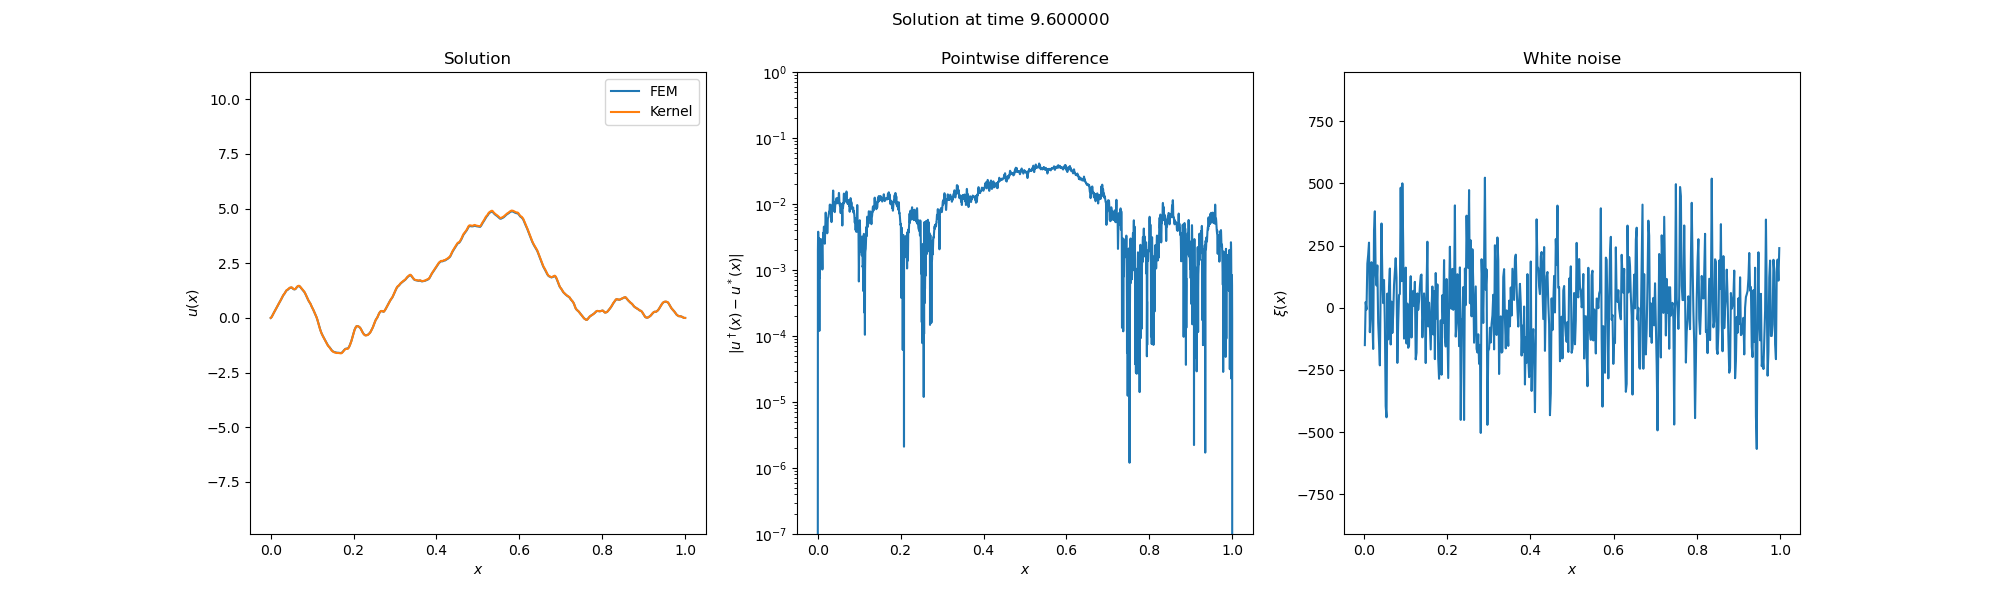 Solution at time 9.600000
Solution
FEM
Kernel
10.0
7.5
5.0
2.5
0.0
−2.5
−5.0
−7.5
u(x)
0.0 0.2 0.4 0.6 0.8 1.0
x
Pointwise difference
10⁰
10⁻¹
10⁻²
10⁻³
10⁻⁴
10⁻⁵
10⁻⁶
10⁻⁷
|u†(x) − u*(x)|
0.0 0.2 0.4 0.6 0.8 1.0
x
White noise
750
500
250
0
−250
−500
−750
ξ(x)
0.0 0.2 0.4 0.6 0.8 1.0
x